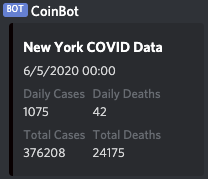 BOT CoinBot
New York COVID Data
6/5/2020 00:00
Daily Cases Daily Deaths
1075 42
Total Cases Total Deaths
376208 24175